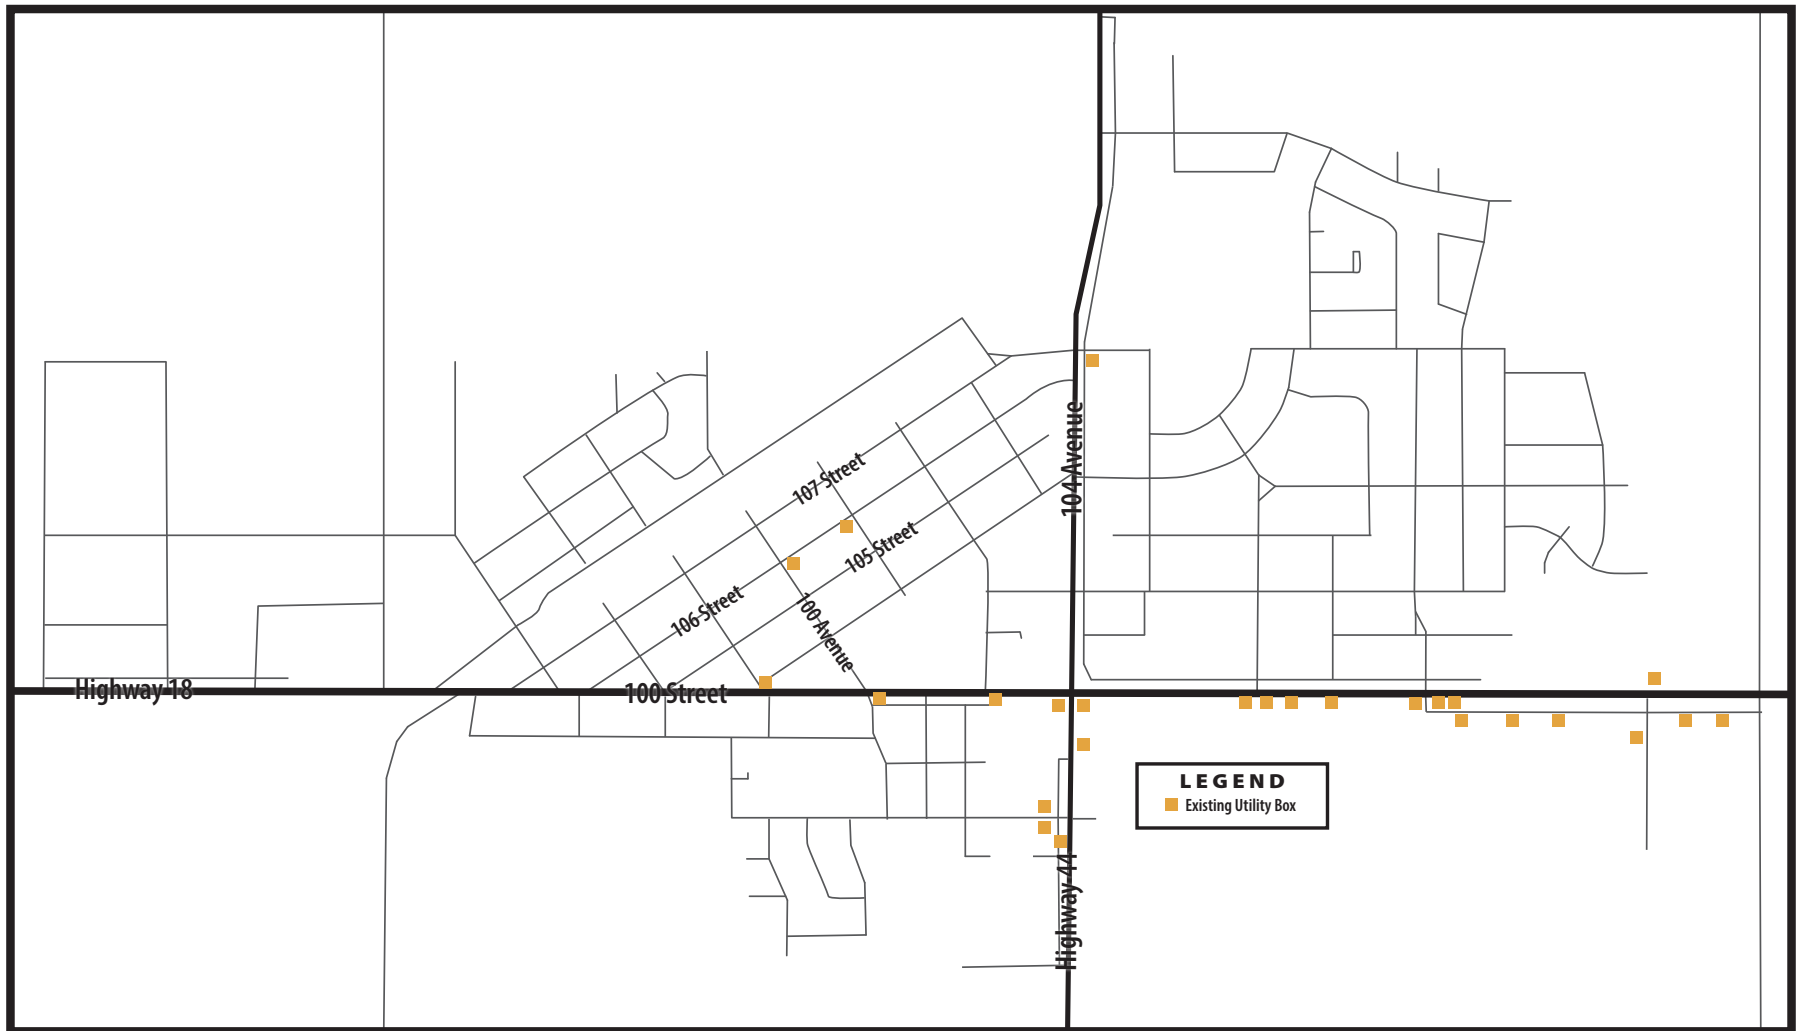 104 Avenue
107 Street
105 Street
106 Street
100 Avenue
Highway 18
100 Street
LEGEND
Existing Utility Box
Highway 44